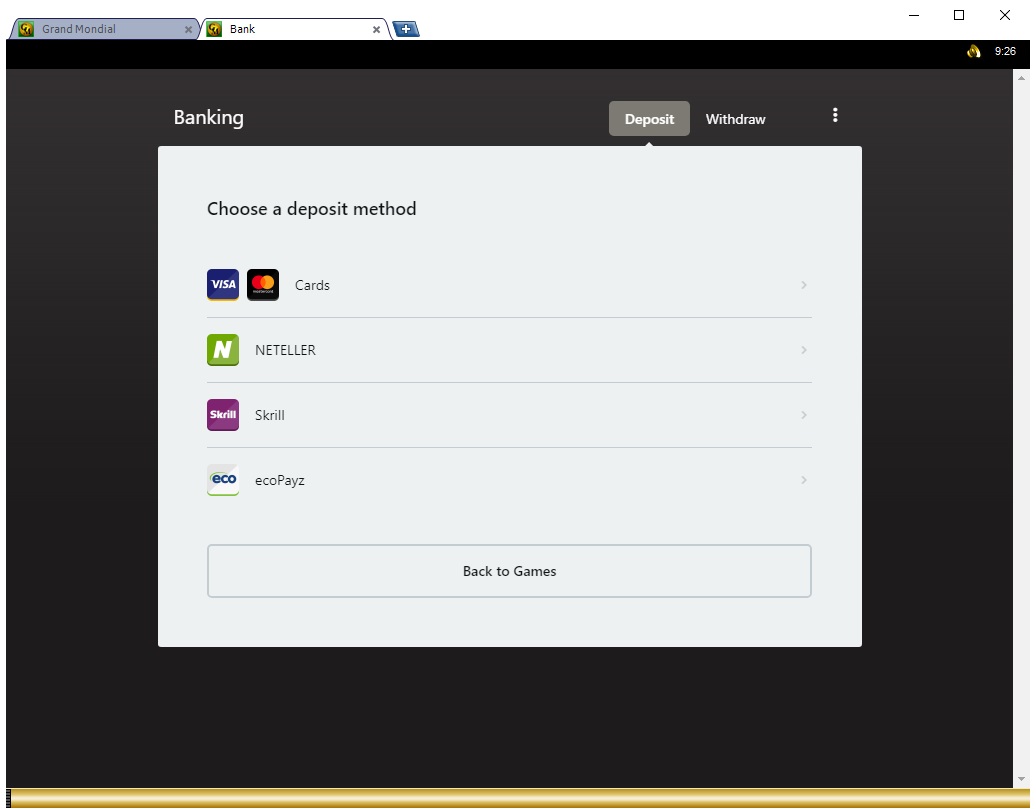 Grand Mondial
Bank
9:26
Banking
Deposit
Withdraw
Choose a deposit method
VISA
mastercard
Cards
N
NETELLER
Skrill
Skrill
eco
ecoPayz
Back to Games